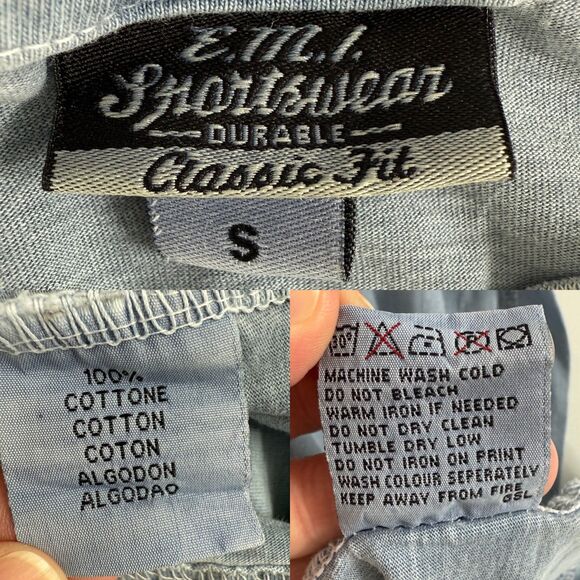 E.M.I.
Sportswear
DURABLE
Classic Fit.
S
100%
COTTONE
COTTON
COTON
ALGODON
ALGODAO
30°
P
MACHINE WASH COLD
DO NOT BLEACH
WARM IRON IF NEEDED
DO NOT DRY CLEAN
TUMBLE DRY LOW
DO NOT IRON ON PRINT
WASH COLOUR SEPERATELY
KEEP AWAY FROM FIRE
GSL